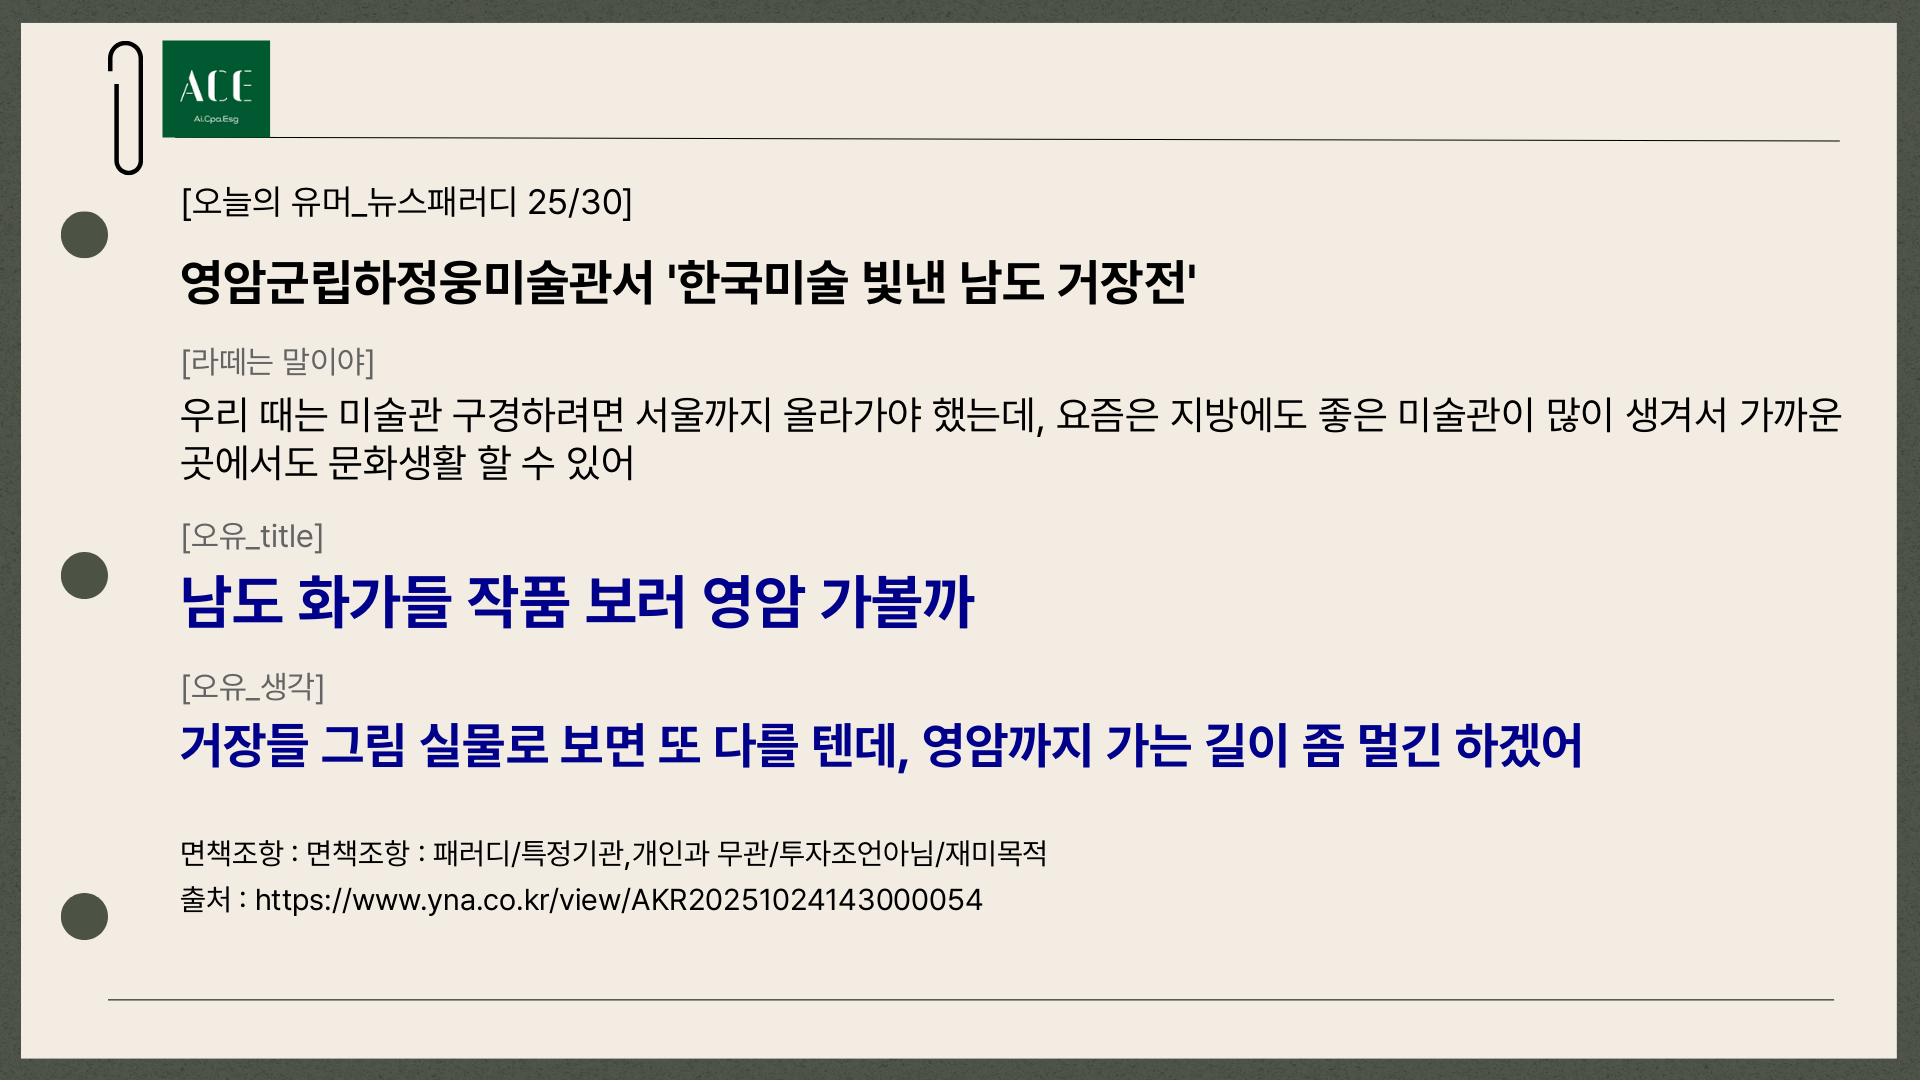 ACE
Ai.Cpa.Esg
[오늘의 유머_뉴스패러디 25/30]
영암군립하정웅미술관서 '한국미술 빛낸 남도 거장전'
[라떼는 말이야]
우리 때는 미술관 구경하려면 서울까지 올라가야 했는데, 요즘은 지방에도 좋은 미술관이 많이 생겨서 가까운
곳에서도 문화생활 할 수 있어
[오유_title]
남도 화가들 작품 보러 영암 가볼까
[오유_생각]
거장들 그림 실물로 보면 또 다를 텐데, 영암까지 가는 길이 좀 멀긴 하겠어
면책조항 : 면책조항 : 패러디/특정기관,개인과 무관/투자조언아님/재미목적
출처 : https://www.yna.co.kr/view/AKR20251024143000054